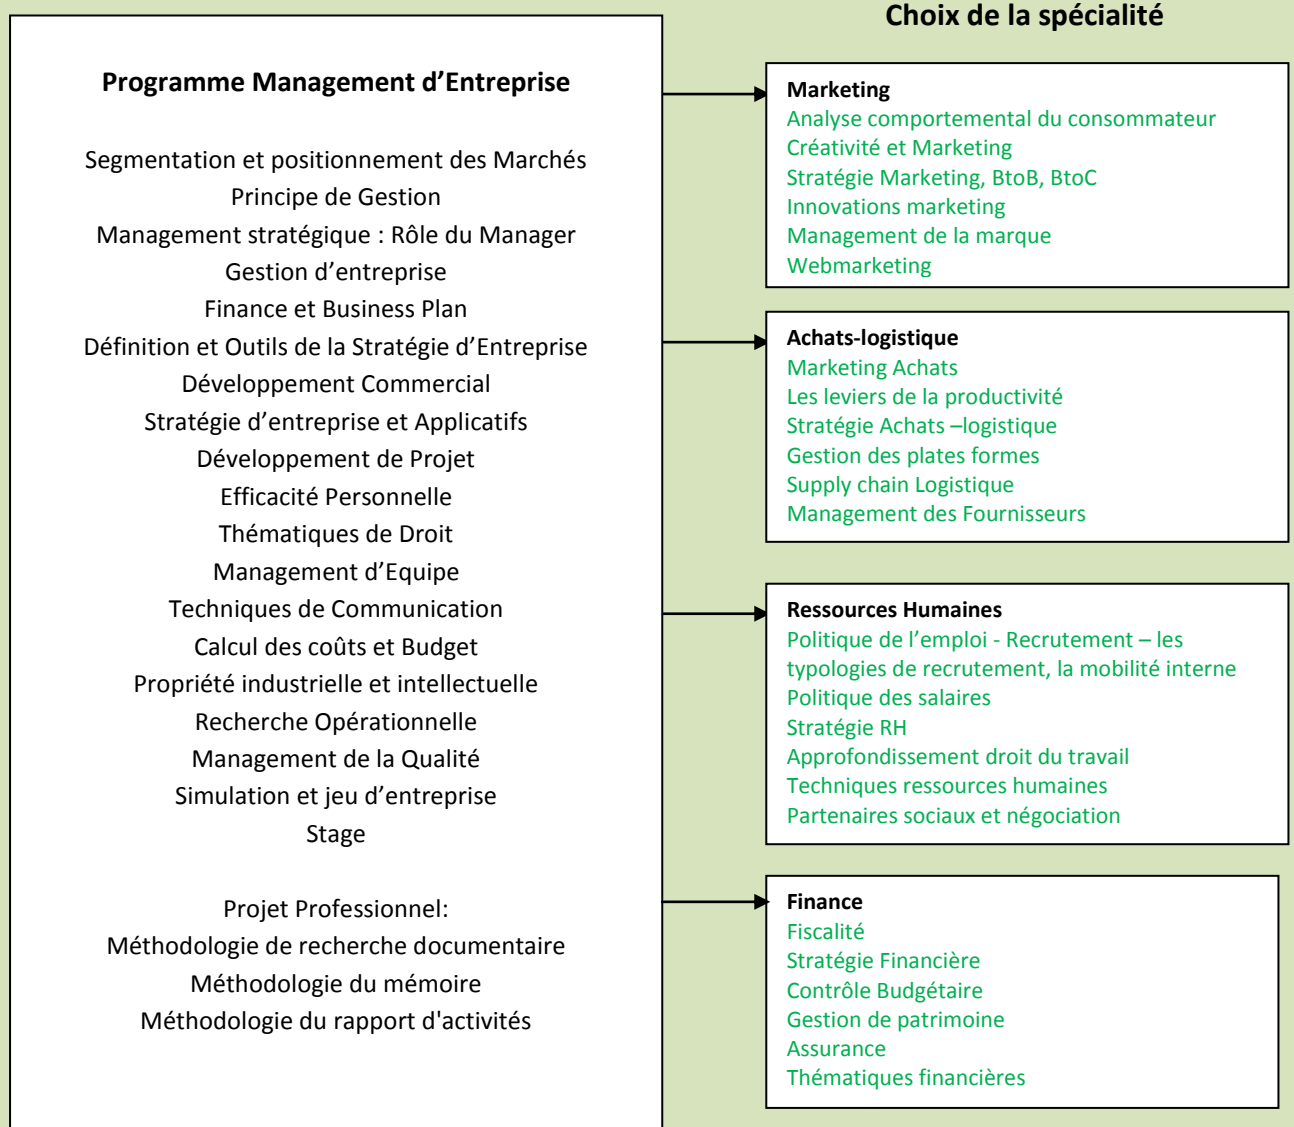 Choix de la spécialité
Programme Management d’Entreprise
Segmentation et positionnement des Marchés
Principe de Gestion
Management stratégique : Rôle du Manager
Gestion d’entreprise
Finance et Business Plan
Définition et Outils de la Stratégie d’Entreprise
Développement Commercial
Stratégie d’entreprise et Applicatifs
Développement de Projet
Efficacité Personnelle
Thématiques de Droit
Management d’Equipe
Techniques de Communication
Calcul des coûts et Budget
Propriété industrielle et intellectuelle
Recherche Opérationnelle
Management de la Qualité
Simulation et jeu d’entreprise
Stage
Projet Professionnel:
Méthodologie de recherche documentaire
Méthodologie du mémoire
Méthodologie du rapport d'activités
Marketing
Analyse comportemental du consommateur
Créativité et Marketing
Stratégie Marketing, BtoB, BtoC
Innovations marketing
Management de la marque
Webmarketing
Achats-logistique
Marketing Achats
Les leviers de la productivité
Stratégie Achats –logistique
Gestion des plates formes
Supply chain Logistique
Management des Fournisseurs
Ressources Humaines
Politique de l’emploi - Recrutement – les
typologies de recrutement, la mobilité interne
Politique des salaires
Stratégie RH
Approfondissement droit du travail
Techniques ressources humaines
Partenaires sociaux et négociation
Finance
Fiscalité
Stratégie Financière
Contrôle Budgétaire
Gestion de patrimoine
Assurance
Thématiques financières